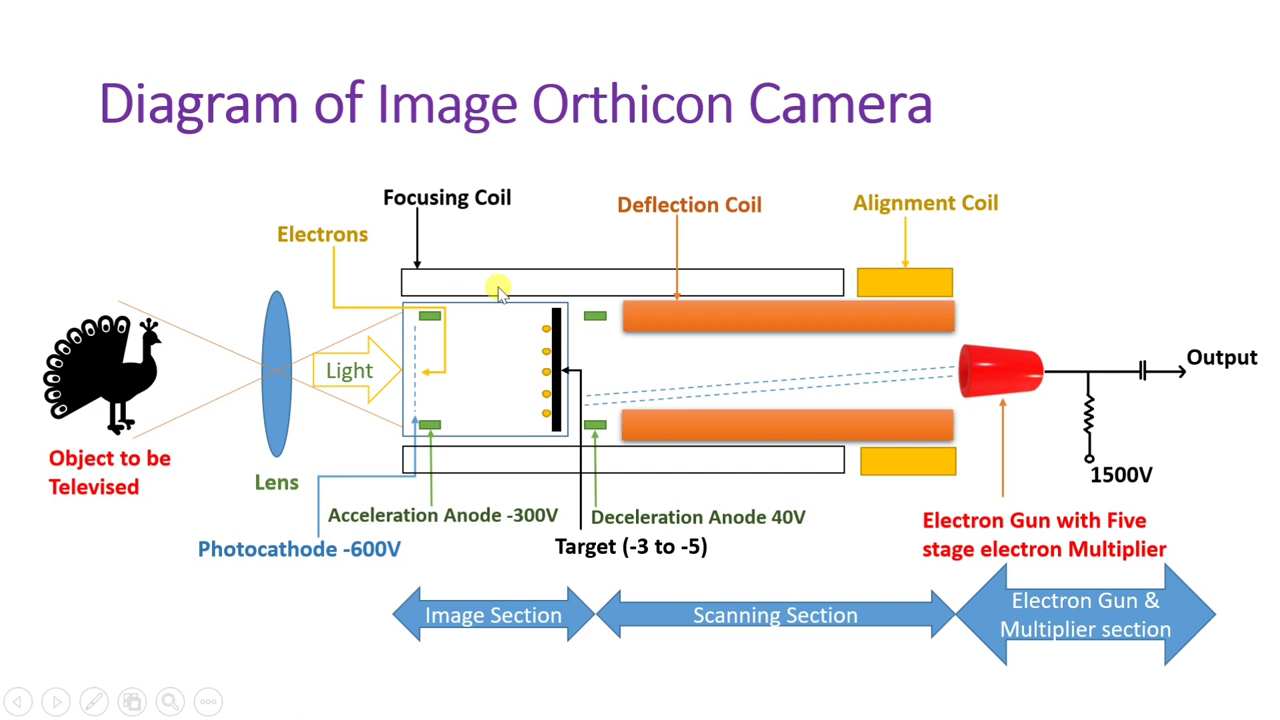 Diagram of Image Orthicon Camera
Focusing Coil
Deflection Coil
Alignment Coil
Electrons
Light
Output
Object to be
Televised
Lens
1500V
Acceleration Anode -300V
Deceleration Anode 40V
Photocathode -600V
Target (-3 to -5)
Electron Gun with Five
stage electron Multiplier
Image Section
Scanning Section
Electron Gun &
Multiplier section